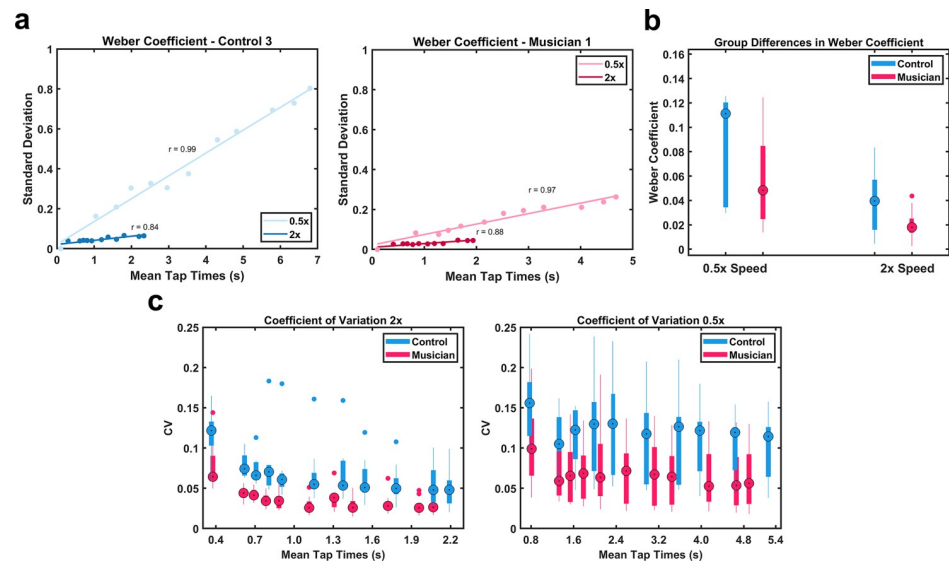 a
Weber Coefficient - Control 3
1
0.8
0.6
0.4
0.2
0
Standard Deviation
r = 0.99
r = 0.84
0.5x
2x
0 1 2 3 4 5 6 7
Mean Tap Times (s)
Weber Coefficient - Musician 1
1
0.8
0.6
0.4
0.2
0
Standard Deviation
0.5x
2x
r = 0.97
r = 0.88
0 1 2 3 4 5
Mean Tap Times (s)
b
Group Differences in Weber Coefficient
0.16
0.14
0.12
0.10
0.08
0.06
0.04
0.02
0
Weber Coefficient
Control
Musician
0.5x Speed 2x Speed
c
Coefficient of Variation 2x
0.25
0.2
0.15
0.1
0.05
0
CV
Control
Musician
0.4 0.7 0.8 1.0 1.3 1.4 1.7 1.9 2.2
Mean Tap Times (s)
Coefficient of Variation 0.5x
0.25
0.2
0.15
0.1
0.05
0
CV
Control
Musician
0.8 1.6 1.6 2.4 3.2 3.6 4.0 4.8 5.4
Mean Tap Times (s)